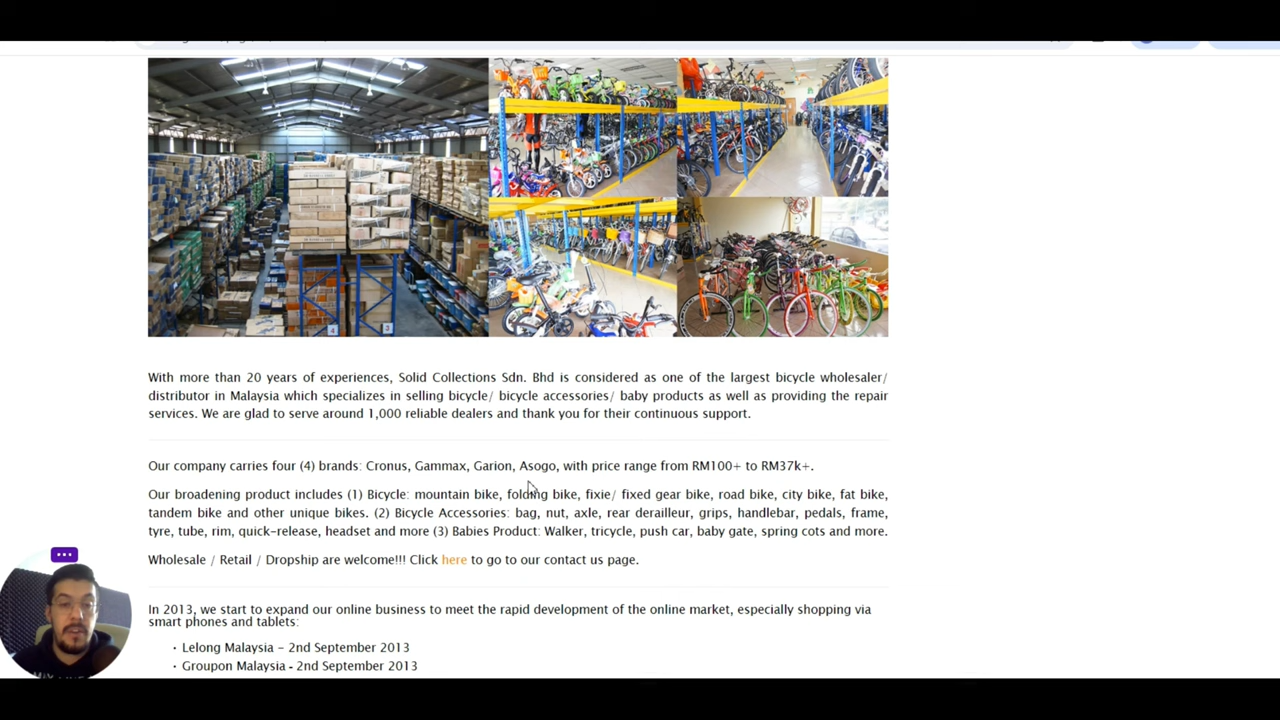 With more than 20 years of experiences, Solid Collections Sdn. Bhd is considered as one of the largest bicycle wholesaler/
distributor in Malaysia which specializes in selling bicycle/ bicycle accessories/ baby products as well as providing the repair
services. We are glad to serve around 1,000 reliable dealers and thank you for their continuous support.
Our company carries four (4) brands: Cronus, Gammax, Garion, Asogo, with price range from RM100+ to RM37k+.
Our broadening product includes (1) Bicycle: mountain bike, folding bike, fixie/ fixed gear bike, road bike, city bike, fat bike,
tandem bike and other unique bikes. (2) Bicycle Accessories: bag, nut, axle, rear derailleur, grips, handlebar, pedals, frame,
tyre, tube, rim, quick-release, headset and more (3) Babies Product: Walker, tricycle, push car, baby gate, spring cots and more.
Wholesale / Retail / Dropship are welcome!!! Click here to go to our contact us page.
In 2013, we start to expand our online business to meet the rapid development of the online market, especially shopping via
smart phones and tablets:
· Lelong Malaysia – 2nd September 2013
· Groupon Malaysia - 2nd September 2013